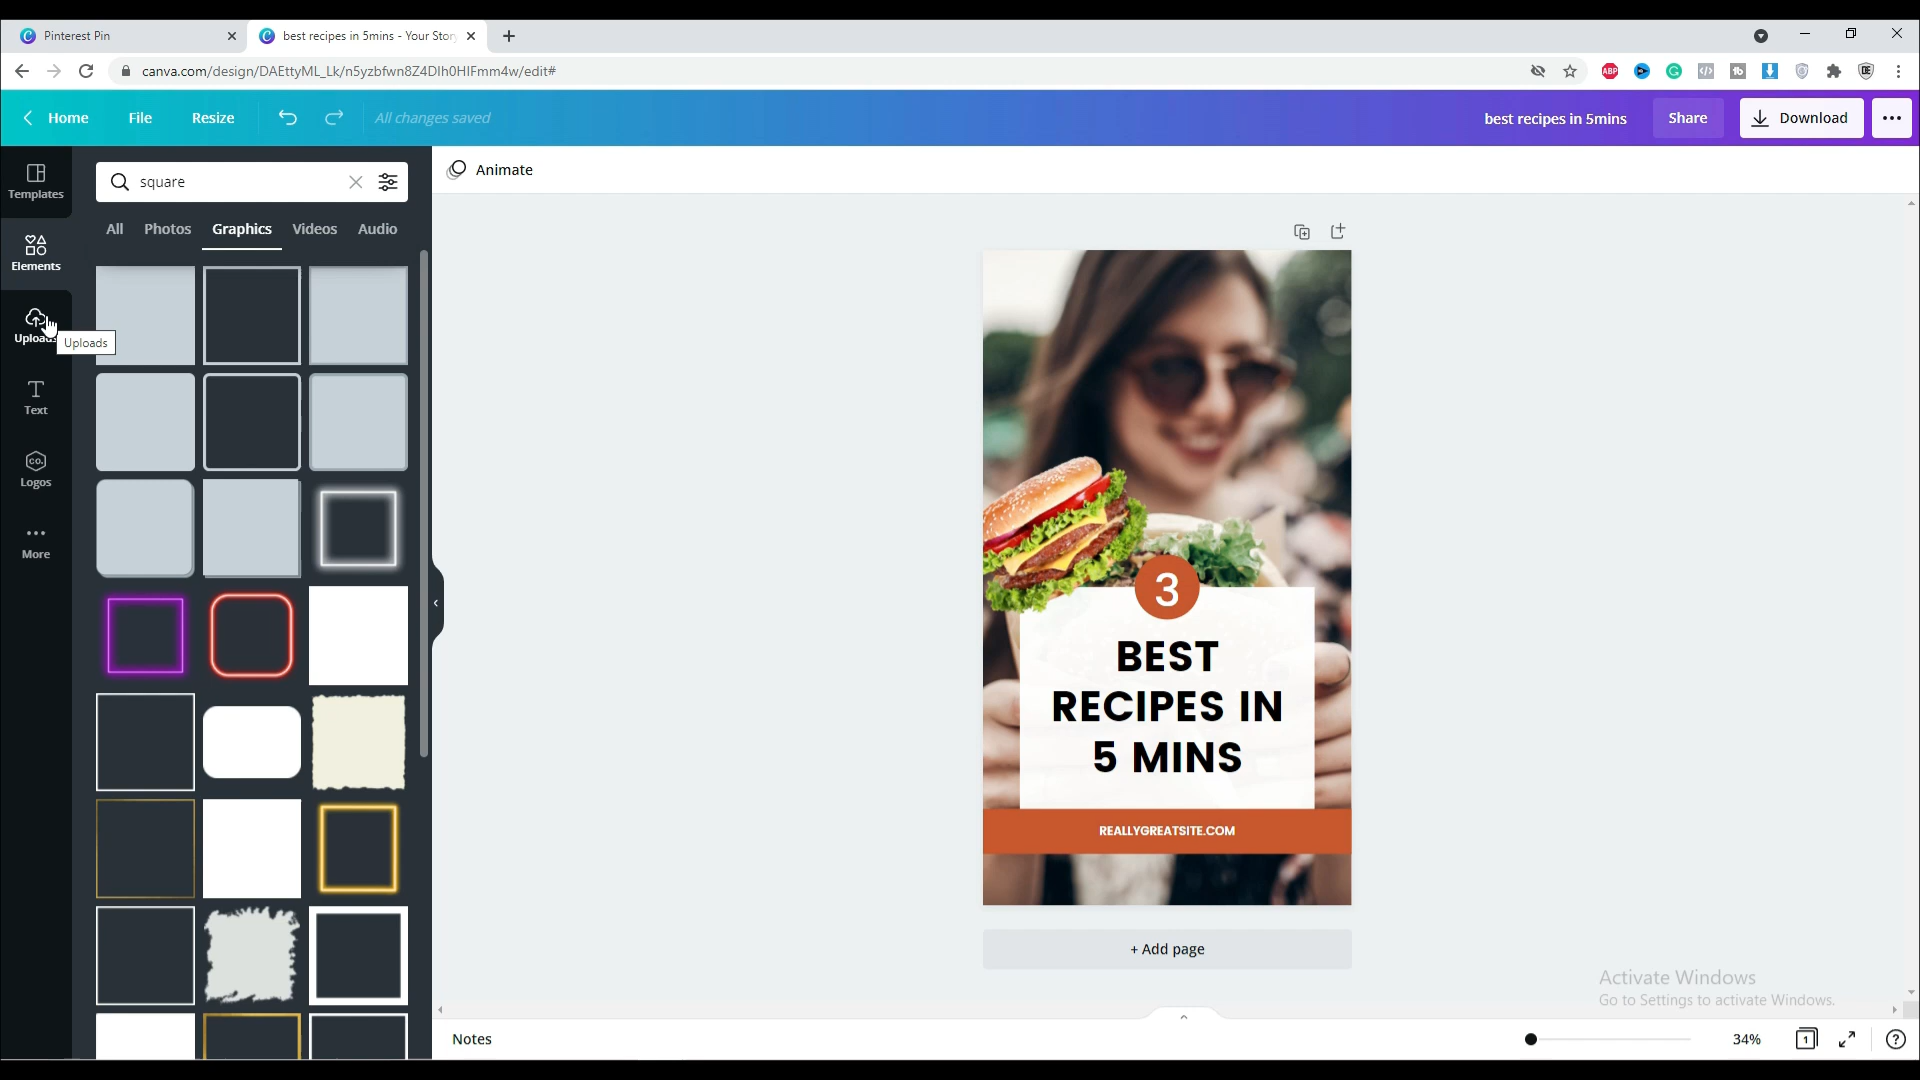 Pinterest Pin
best recipes in 5mins - Your Stor
canva.com/design/DAEttyML_Lk/n5yzbfwn8Z4DIh0HIFmm4w/edit#
ABP
Home
File
Resize
All changes saved
best recipes in 5mins
Share
Download
Templates
square
Animate
All
Photos
Graphics
Videos
Audio
Elements
Uploads
Uploads
Text
co.
Logos
More
3
BEST
RECIPES IN
5 MINS
REALLYGREATSITE.COM
+ Add page
Activate Windows
Go to Settings to activate Windows.
Notes
34%
1
?